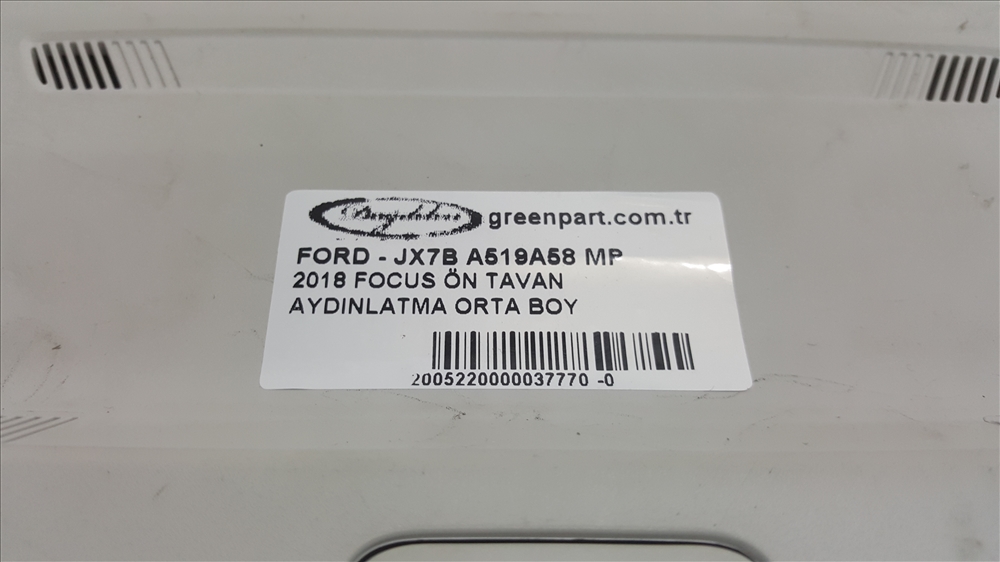 greenpart.com.tr
FORD - JX7B A519A58 MP
2018 FOCUS ÖN TAVAN
AYDINLATMA ORTA BOY
2005220000037770 -0